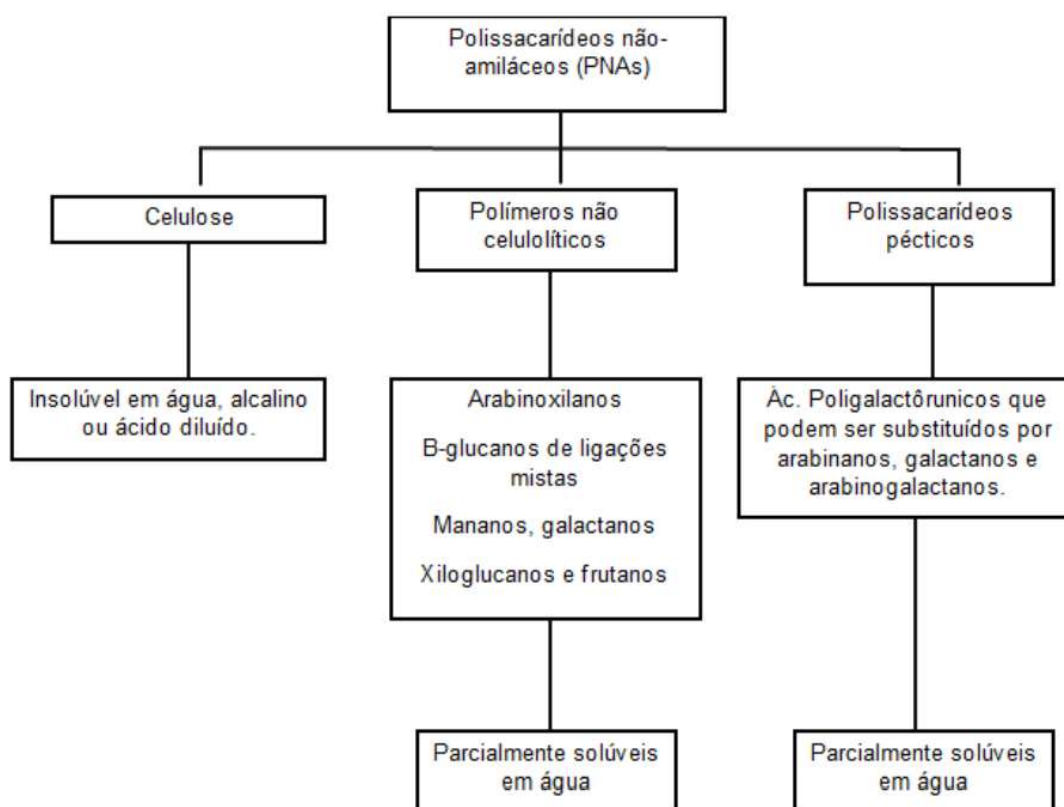 Polissacarídeos não-
amiláceos (PNAs)
Celulose
Polímeros não
celulolíticos
Polissacarídeos
pécticos
Insolúvel em água, alcalino
ou ácido diluído.
Arabinoxilanos
B-glucanos de ligações
mistas
Mananos, galactanos
Xiloglucanos e frutanos
Àc. Poligalactôrunicos que
podem ser substituídos por
arabinanos, galactanos e
arabinogalactanos.
Parcialmente solúveis
em água
Parcialmente solúveis
em água